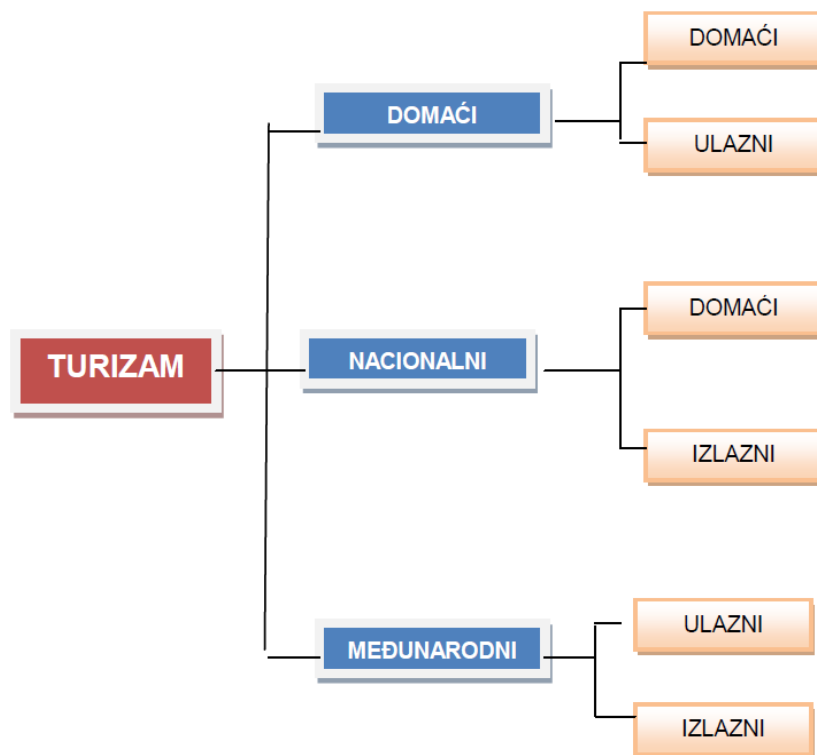 TURIZAM
DOMAĆI
DOMAĆI
ULAZNI
NACIONALNI
DOMAĆI
IZLAZNI
MEĐUNARODNI
ULAZNI
IZLAZNI